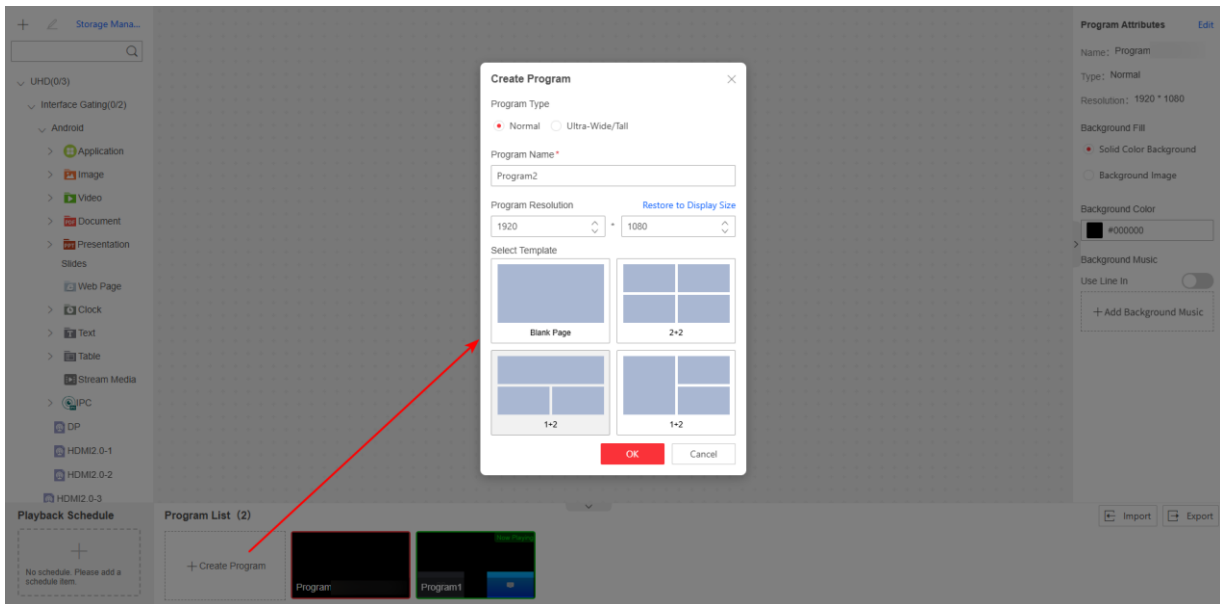 Storage Mana...
UHD(0/3)
Interface Gating(0/2)
Android
Application
Image
Video
Document
Presentation
Slides
Web Page
Clock
Text
Table
Stream Media
IPC
DP
HDMI2.0-1
HDMI2.0-2
HDMI2.0-3
Create Program
Program Type
Normal Ultra-Wide/Tall
Program Name*
Program2
Program Resolution Restore to Display Size
1920 * 1080
Select Template
Blank Page 2+2
1+2 1+2
OK Cancel
Program Attributes Edit
Name: Program
Type: Normal
Resolution: 1920 * 1080
Background Fill
Solid Color Background
Background Image
Background Color
#000000
Background Music
Use Line In
+ Add Background Music
Playback Schedule
No schedule. Please add a
schedule item.
Program List (2)
Import Export
+ Create Program
Program
Now Playing
Program1